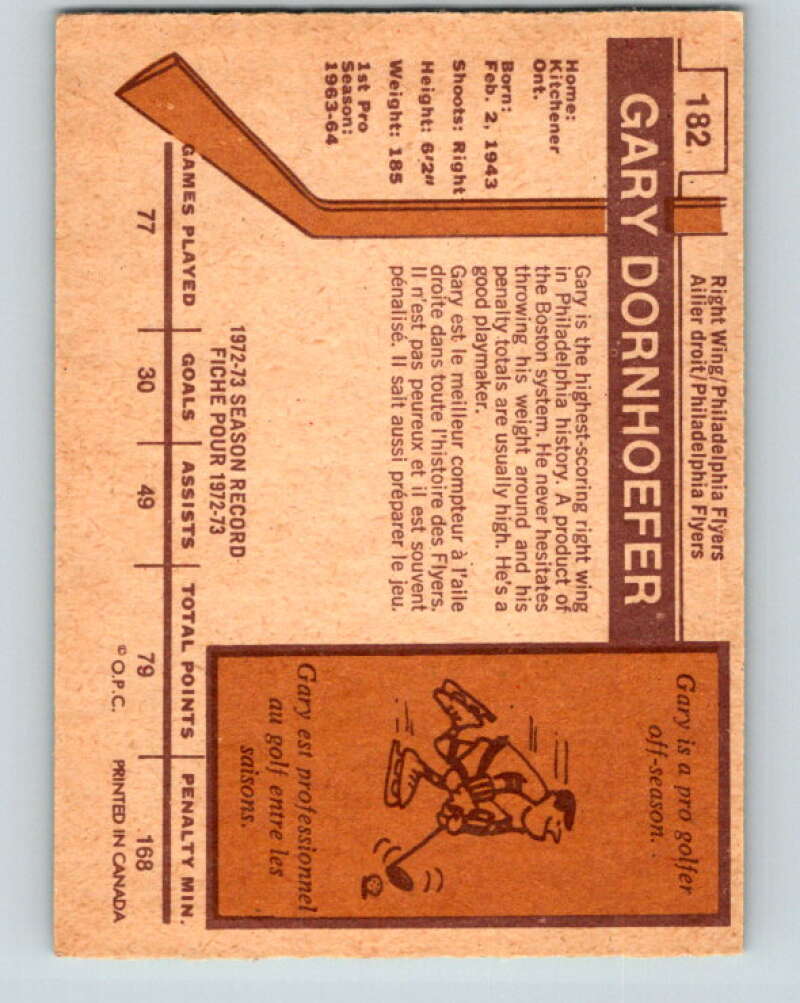 182
Right Wing/Philadelphia Flyers
Ailier droit/Philadelphia Flyers
GARY DORNHOEFER
Home:
Kitchener
Ont.
Born:
Feb. 2, 1943
Shoots: Right
Height: 6'2"
Weight: 185
1st Pro
Season:
1963-64
Gary is the highest-scoring right wing
in Philadelphia history. A product of
the Boston system. He never hesitates
throwing his weight around and his
penalty totals are usually high. He's a
good playmaker.
Gary est le meilleur compteur à l'aile
droite dans toute l'histoire des Flyers.
Il n'est pas peureux et il est souvent
pénalisé. Il sait aussi préparer le jeu.
Gary is a pro golfer
off-season.
Gary est professionnel
au golf entre les
saisons.
1972-73 SEASON RECORD
FICHE POUR 1972-73
GAMES PLAYED GOALS ASSISTS TOTAL POINTS PENALTY MIN.
77 30 49 79 168
© O.P.C. PRINTED IN CANADA